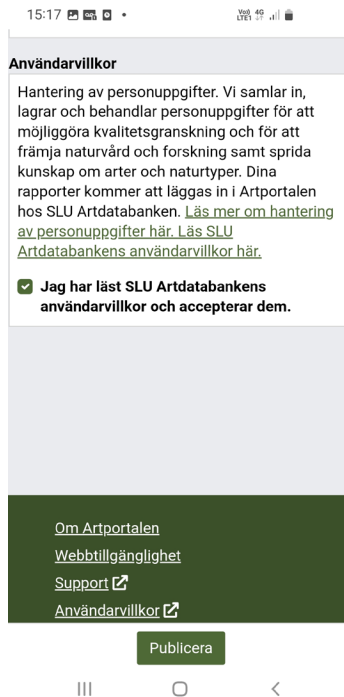 15:17
Vo)) 4G
LTE1
Användarvillkor
Hantering av personuppgifter. Vi samlar in,
lagrar och behandlar personuppgifter för att
möjliggöra kvalitetsgranskning och för att
främja naturvård och forskning samt sprida
kunskap om arter och naturtyper. Dina
rapporter kommer att läggas in i Artportalen
hos SLU Artdatabanken. Läs mer om hantering
av personuppgifter här. Läs SLU
Artdatabankens användarvillkor här.
Jag har läst SLU Artdatabankens
användarvillkor och accepterar dem.
Om Artportalen
Webbtillgänglighet
Support
Användarvillkor
Publicera